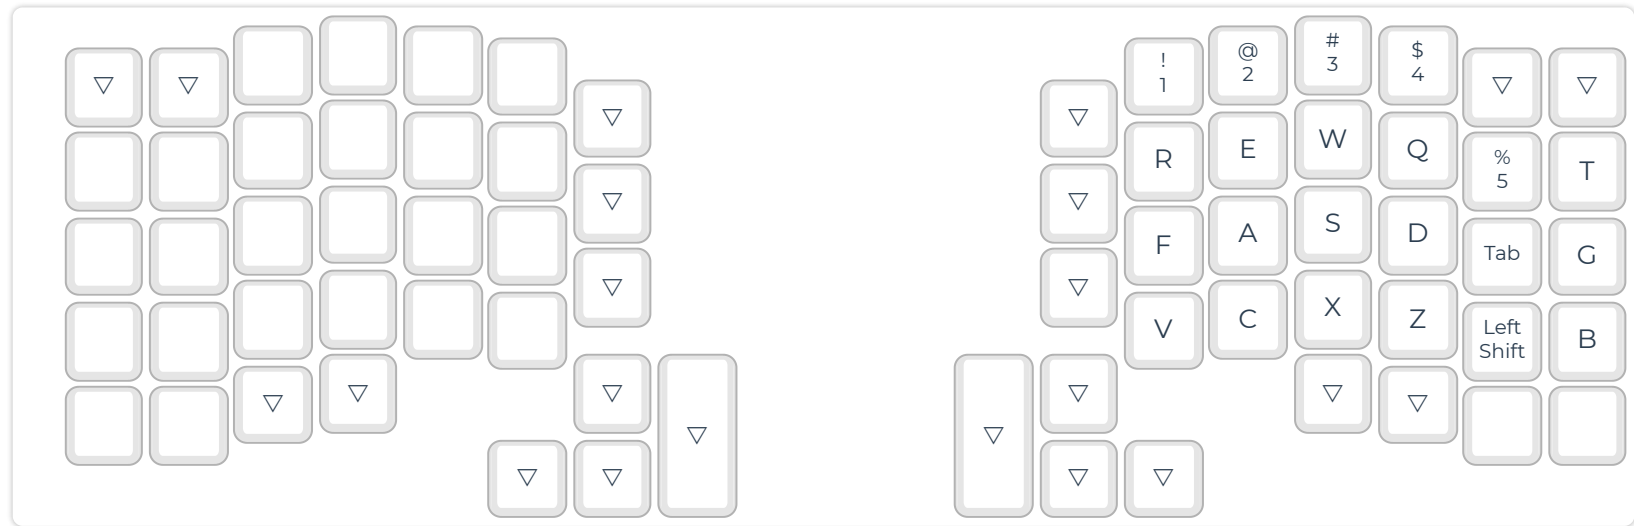 ▽ ▽ ! @ # $ ▽ ▽
1 2 3 4
▽ ▽
R E W Q % T
5
▽ ▽
F A S D Tab G
▽ ▽
V C X Z Left B
Shift
▽ ▽ ▽ ▽ ▽ ▽ ▽ ▽
▽ ▽ ▽ ▽